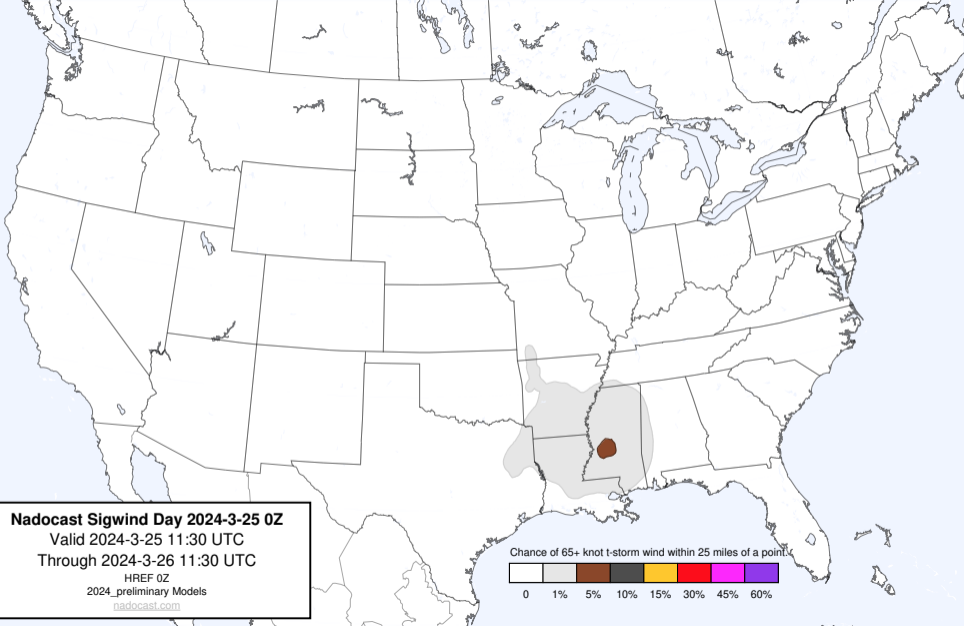 Nadocast Sigwind Day 2024-3-25 0Z
Valid 2024-3-25 11:30 UTC
Through 2024-3-26 11:30 UTC
HREF 0Z
2024_preliminary Models
nadocast.com
Chance of 65+ knot t-storm wind within 25 miles of a point.
0 1% 5% 10% 15% 30% 45% 60%